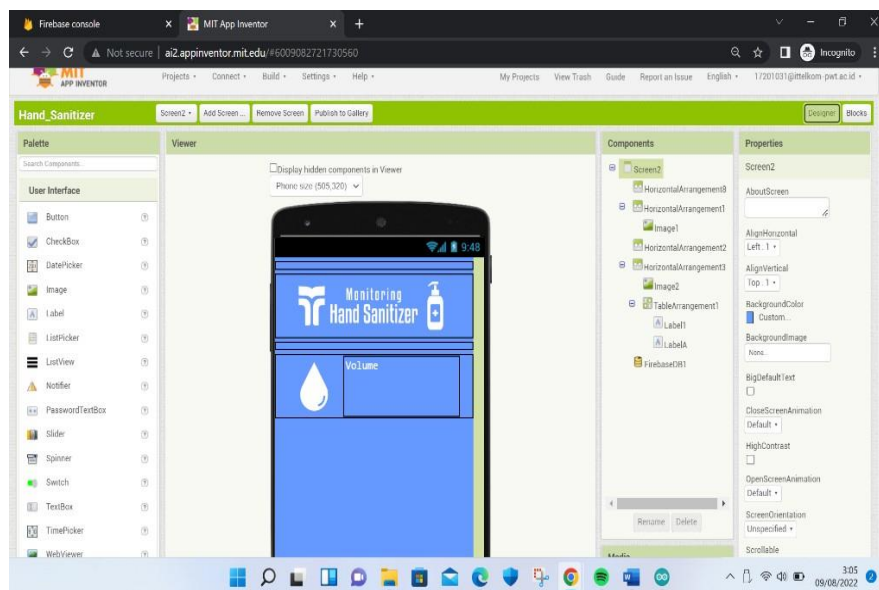 Firebase console
MIT App Inventor
Not secure
ai2.appinventor.mit.edu/#6009082721730560
Incognito
MIT
APP INVENTOR
Projects
Connect
Build
Settings
Help
My Projects
View Trash
Guide
Report an Issue
English
17201031@ittelkom-pwt.ac.id
Hand_Sanitizer
Screen2
Add Screen ...
Remove Screen
Publish to Gallery
Designer
Blocks
Palette
Search Components...
User Interface
Button
CheckBox
DatePicker
Image
Label
ListPicker
ListView
Notifier
PasswordTextBox
Slider
Spinner
Switch
TextBox
TimePicker
WebViewer
Viewer
Display hidden components in Viewer
Phone size (505,320)
9:48
Monitoring
Hand Sanitizer
Volume
Components
Screen2
HorizontalArrangement8
HorizontalArrangement1
Image1
HorizontalArrangement2
HorizontalArrangement3
Image2
TableArrangement1
Label1
LabelA
FirebaseDB1
Rename
Delete
Media
Properties
Screen2
AboutScreen
AlignHorizontal
Left : 1
AlignVertical
Top : 1
BackgroundColor
Custom...
BackgroundImage
None...
BigDefaultText
CloseScreenAnimation
Default
HighContrast
OpenScreenAnimation
Default
ScreenOrientation
Unspecified
Scrollable
3:05
09/08/2022
2